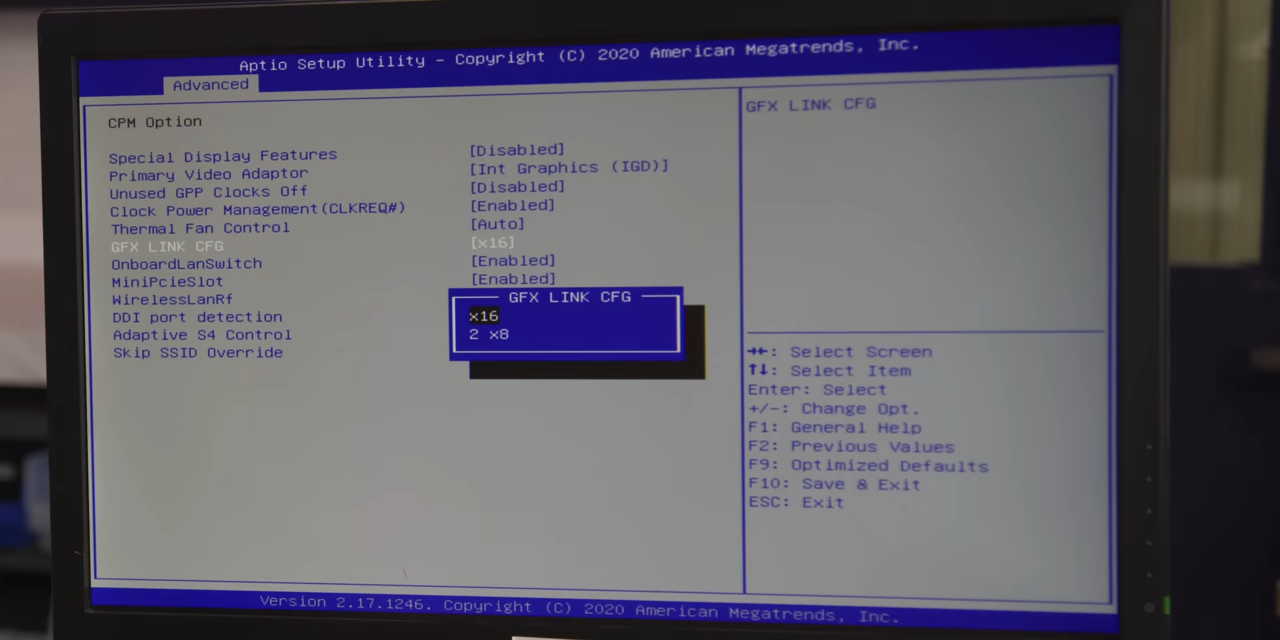 Aptio Setup Utility – Copyright (C) 2020 American Megatrends, Inc.
Advanced
CPM Option
Special Display Features [Disabled]
Primary Video Adaptor [Int Graphics (IGD)]
Unused GPP Clocks Off [Disabled]
Clock Power Management(CLKREQ#) [Enabled]
Thermal Fan Control [Auto]
GFX LINK CFG [x16]
OnboardLanSwitch [Enabled]
MiniPcieSlot [Enabled]
WirelessLanRf
DDI port detection
Adaptive S4 Control
Skip SSID Override
GFX LINK CFG
x16
2 x8
GFX LINK CFG
→←: Select Screen
↑↓: Select Item
Enter: Select
+/-: Change Opt.
F1: General Help
F2: Previous Values
F9: Optimized Defaults
F10: Save & Exit
ESC: Exit
Version 2.17.1246. Copyright (C) 2020 American Megatrends, Inc.